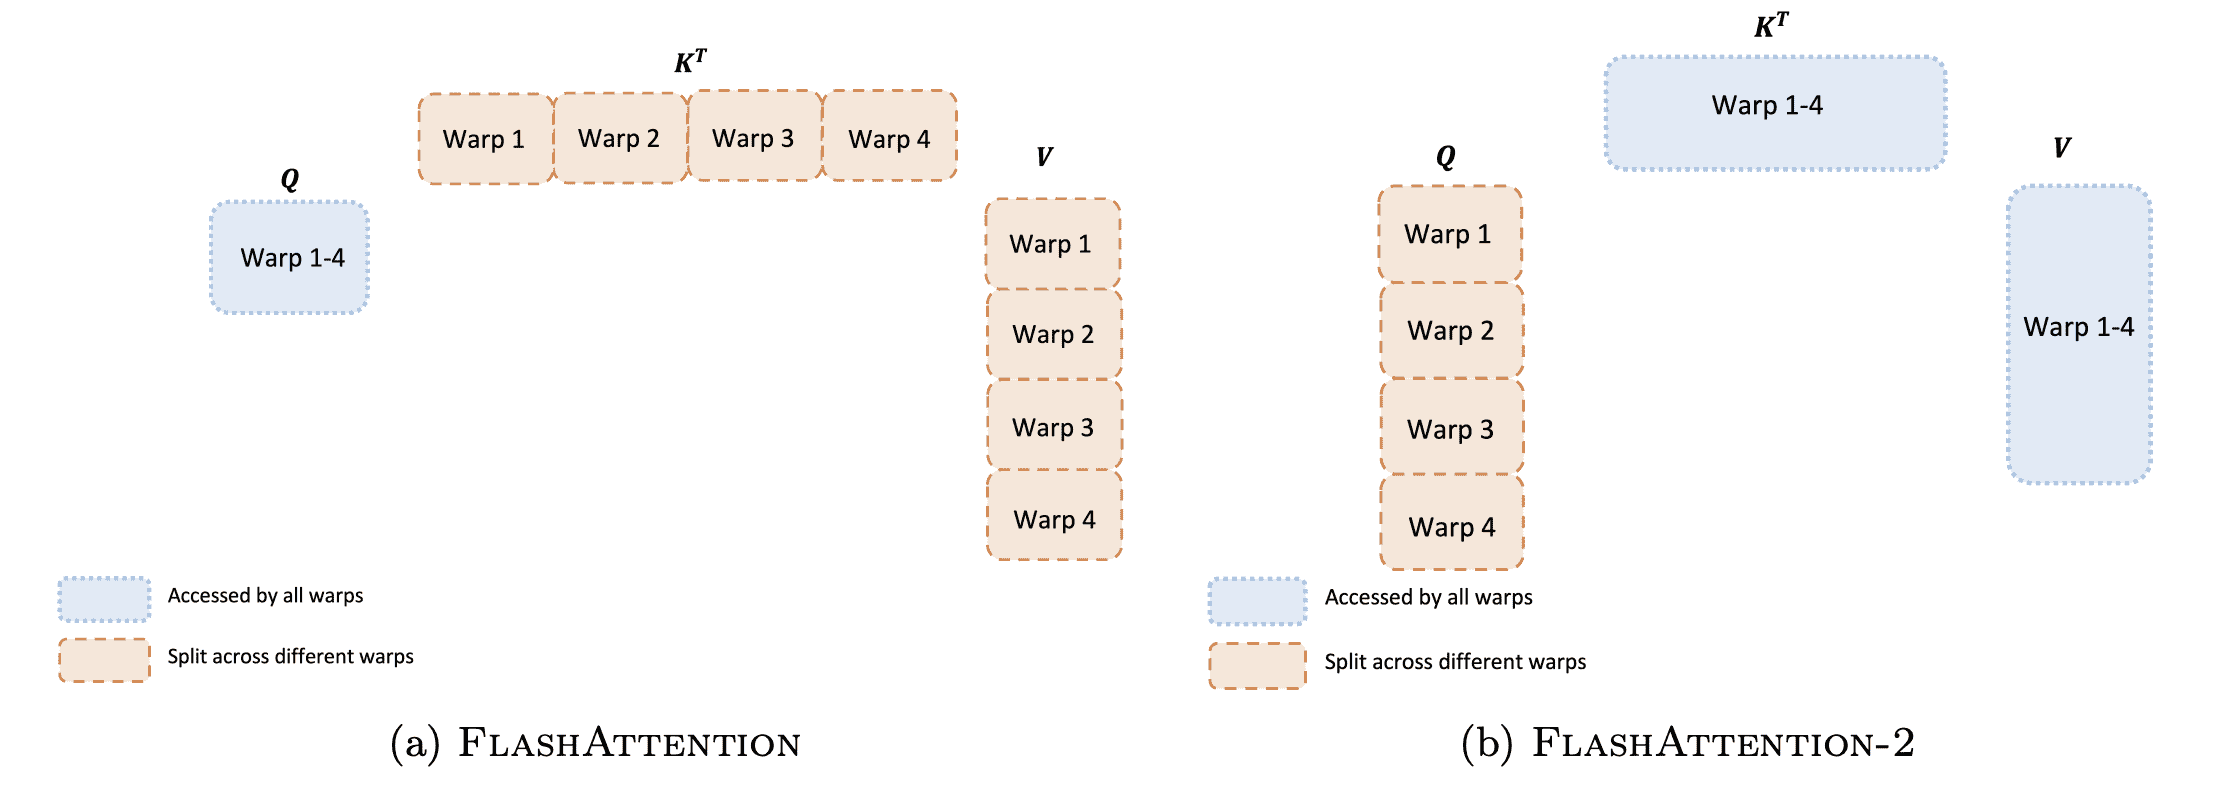 K^T
Warp 1 Warp 2 Warp 3 Warp 4
Q
Warp 1-4
V
Warp 1
Warp 2
Warp 3
Warp 4
Accessed by all warps
Split across different warps
(a) FLASHATTENTION
K^T
Warp 1-4
Q
Warp 1
Warp 2
Warp 3
Warp 4
V
Warp 1-4
Accessed by all warps
Split across different warps
(b) FLASHATTENTION-2